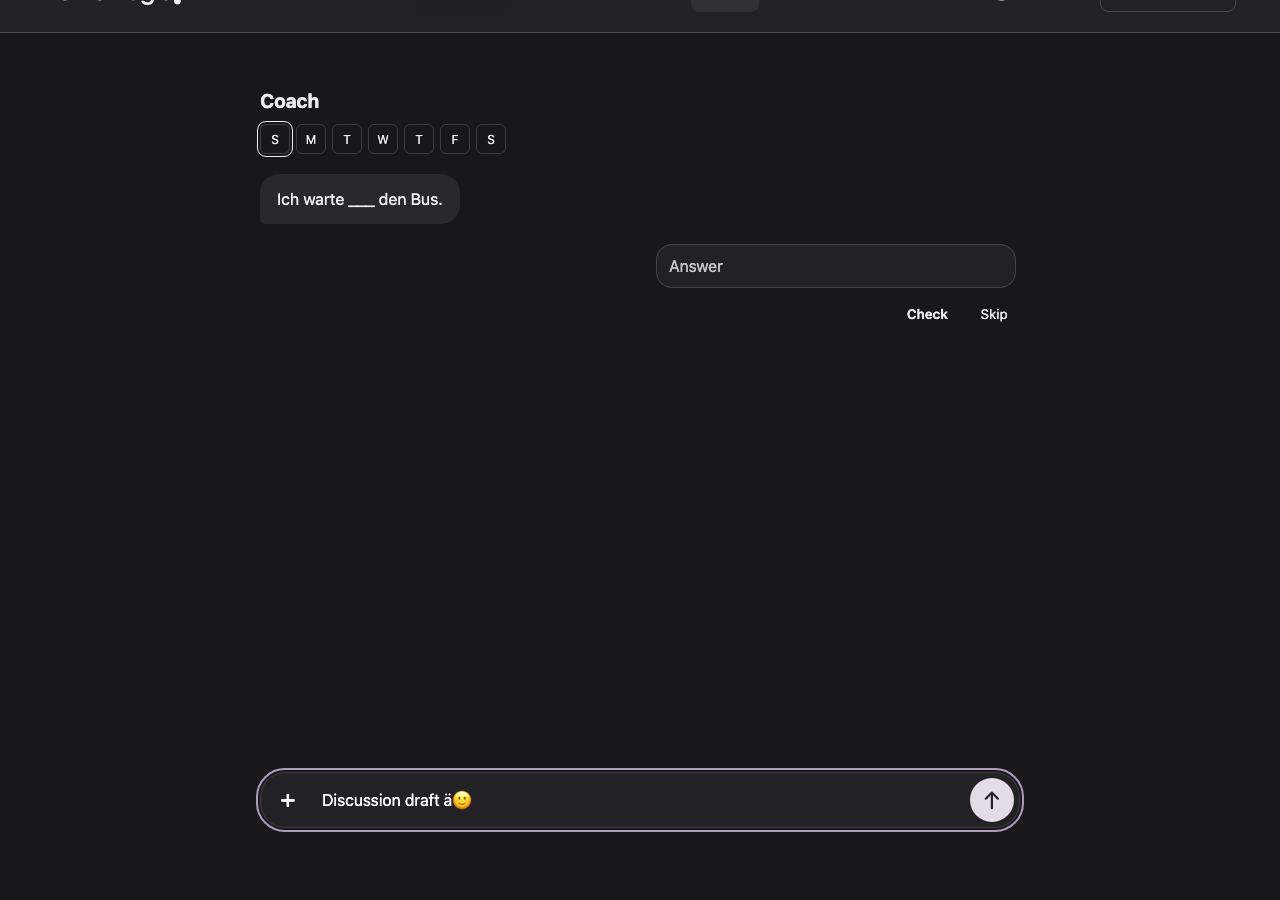 Coach
S M T W T F S
Ich warte ___ den Bus.
Answer
Check Skip
Discussion draft ä🙂